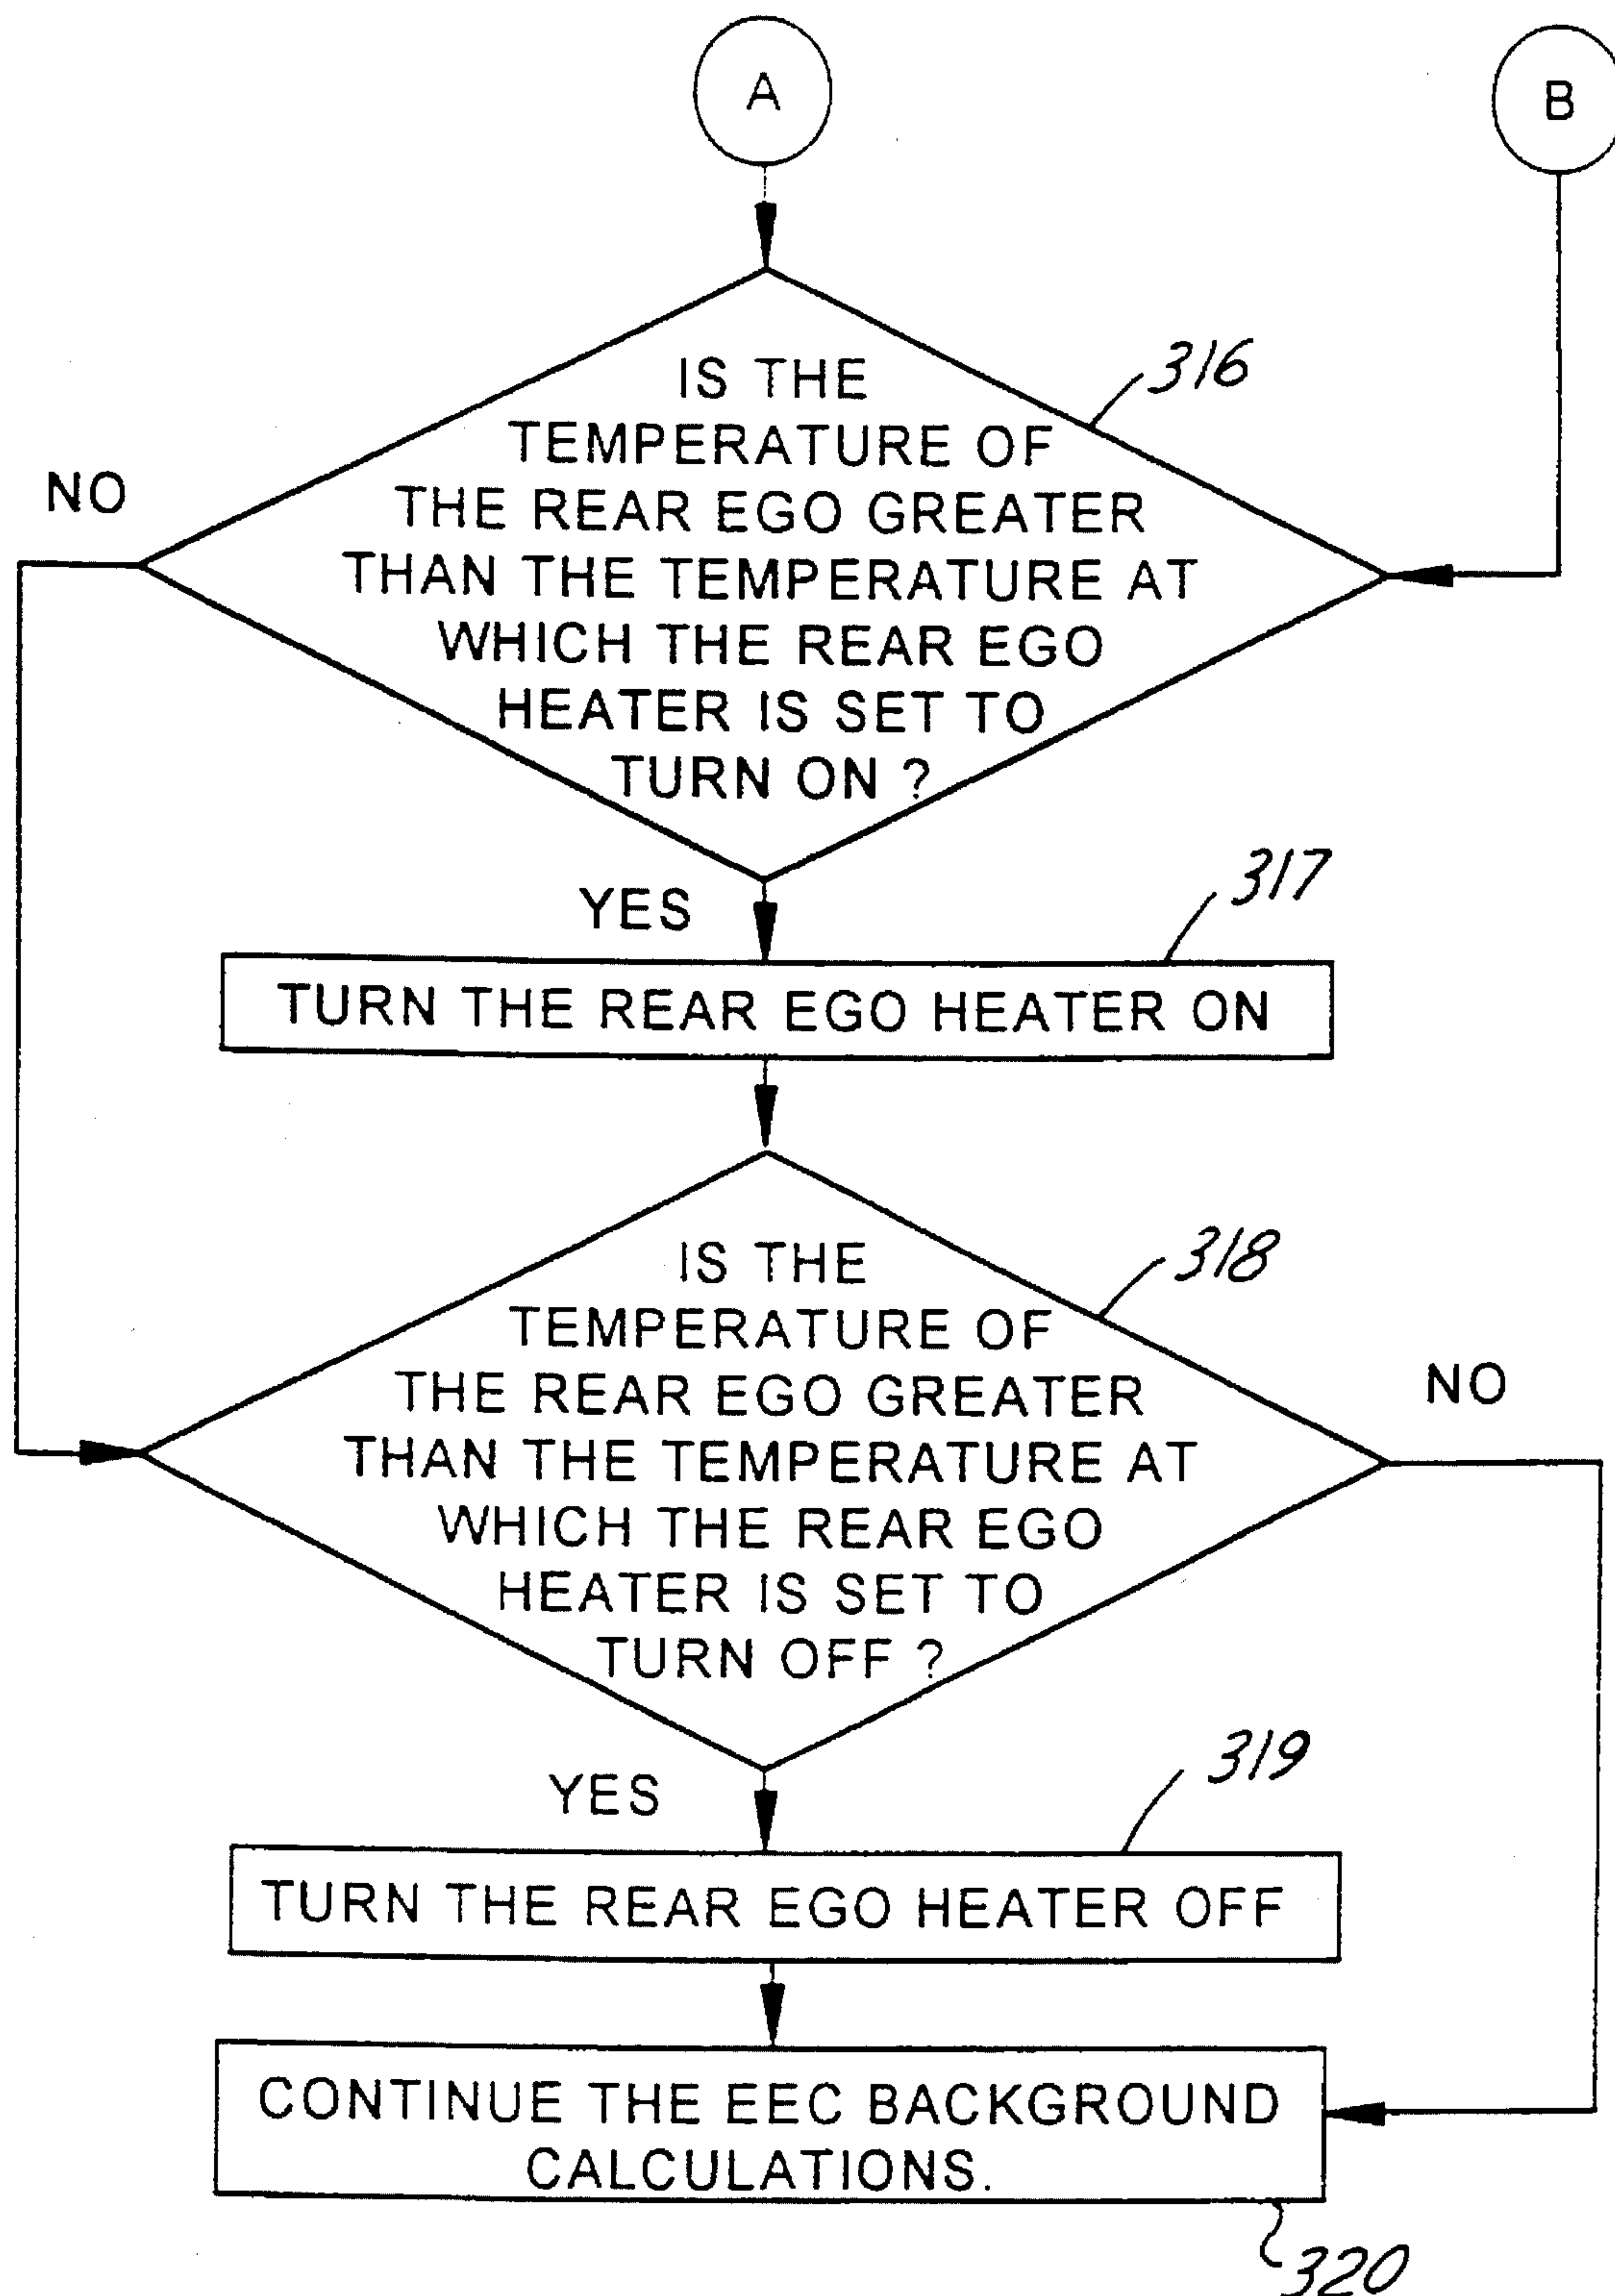 A
B
IS THE
TEMPERATURE OF
THE REAR EGO GREATER
THAN THE TEMPERATURE AT
WHICH THE REAR EGO
HEATER IS SET TO
TURN ON ?
316
NO
YES
317
TURN THE REAR EGO HEATER ON
IS THE
TEMPERATURE OF
THE REAR EGO GREATER
THAN THE TEMPERATURE AT
WHICH THE REAR EGO
HEATER IS SET TO
TURN OFF ?
318
NO
YES
319
TURN THE REAR EGO HEATER OFF
CONTINUE THE EEC BACKGROUND
CALCULATIONS.
320